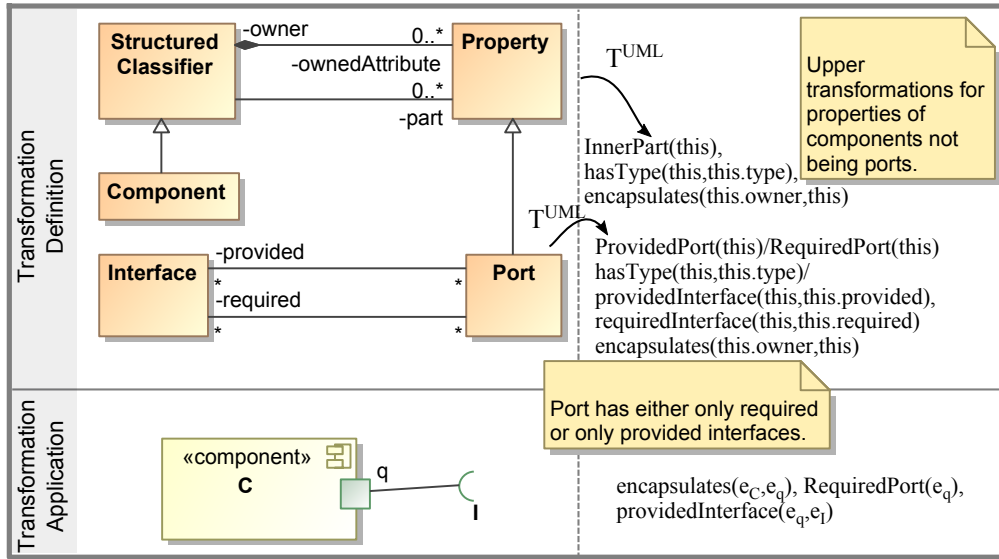 Transformation
Definition
Structured
Classifier
-owner
0..*
-ownedAttribute
0..*
-part
Property
Component
Interface
-provided
*
*
-required
*
*
Port
T^UML
InnerPart(this),
hasType(this,this.type),
encapsulates(this.owner,this)
T^UML
ProvidedPort(this)/RequiredPort(this)
hasType(this,this.type)/
providedInterface(this,this.provided),
requiredInterface(this,this.required)
encapsulates(this.owner,this)
Upper
transformations for
properties of
components not
being ports.
Port has either only required
or only provided interfaces.
Transformation
Application
«component»
C
q
I
encapsulates(e_C,e_q), RequiredPort(e_q),
providedInterface(e_q,e_I)